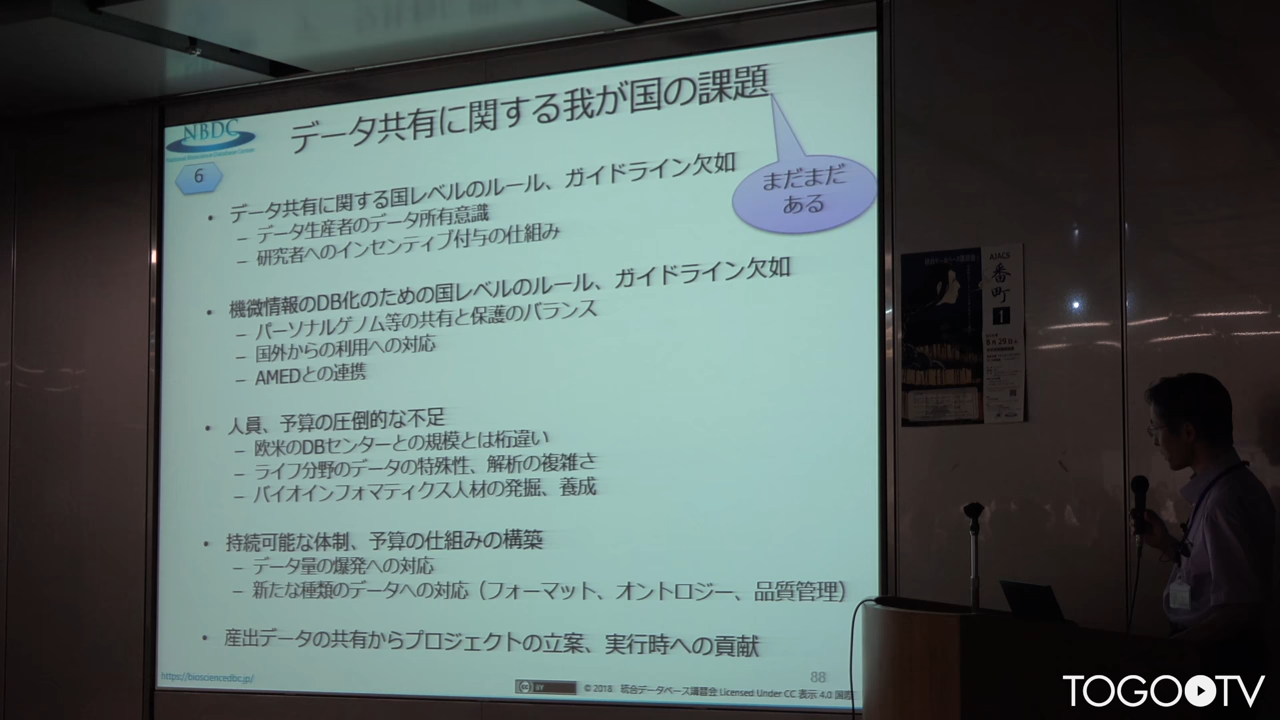 データ共有に関する我が国の課題
NBDC
National Bioscience Database Center
6
まだまだ
ある
• データ共有に関する国レベルのルール、ガイドライン欠如
– データ生産者のデータ所有意識
– 研究者へのインセンティブ付与の仕組み
• 機微情報のDB化のための国レベルのルール、ガイドライン欠如
– パーソナルゲノム等の共有と保護のバランス
– 国外からの利用への対応
– AMEDとの連携
• 人員、予算の圧倒的な不足
– 欧米のDBセンターとの規模とは桁違い
– ライフ分野のデータの特殊性、解析の複雑さ
– バイオインフォマティクス人材の発掘、養成
• 持続可能な体制、予算の仕組みの構築
– データ量の爆発への対応
– 新たな種類のデータへの対応（フォーマット、オントロジー、品質管理）
• 産出データの共有からプロジェクトの立案、実行時への貢献
https://biosciencedbc.jp/
88
cc BY
© 2018 統合データベース講習会 Licensed Under CC 表示 4.0 国際
AJACS
番町
1
TOGO TV